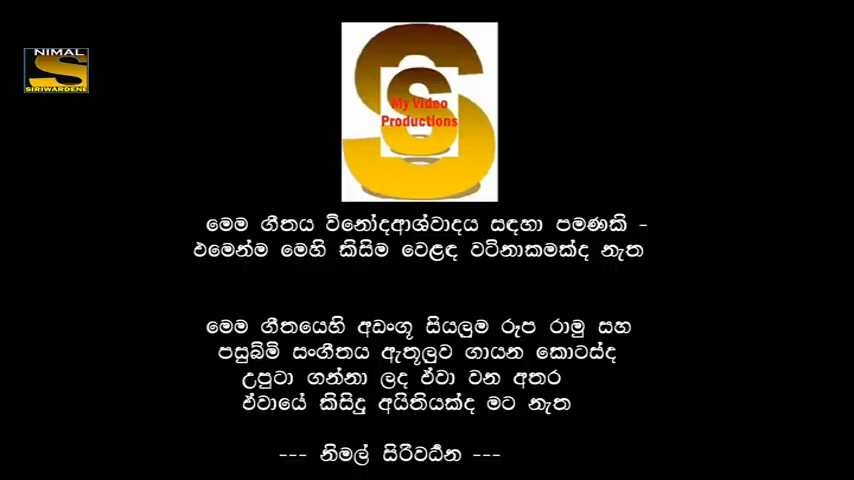 NIMAL
SIRIWARDENE
My Video
Productions
මෙම ගීතය විනෝදආශ්වාදය සඳහා පමණකි -
එමෙන්ම මෙහි කිසිම වෙළඳ වටිනාකමක්ද නැත
මෙම ගීතයෙහි අඩංගූ සියලුම රූප රාමු සහ
පසුබිම් සංගීතය ඇතුලුව ගායන කොටස්ද
උපුටා ගන්නා ලද ඒවා වන අතර
ඒවායේ කිසිදු අයිතියක්ද මට නැත
--- නිමල් සිරිවර්ධන ---